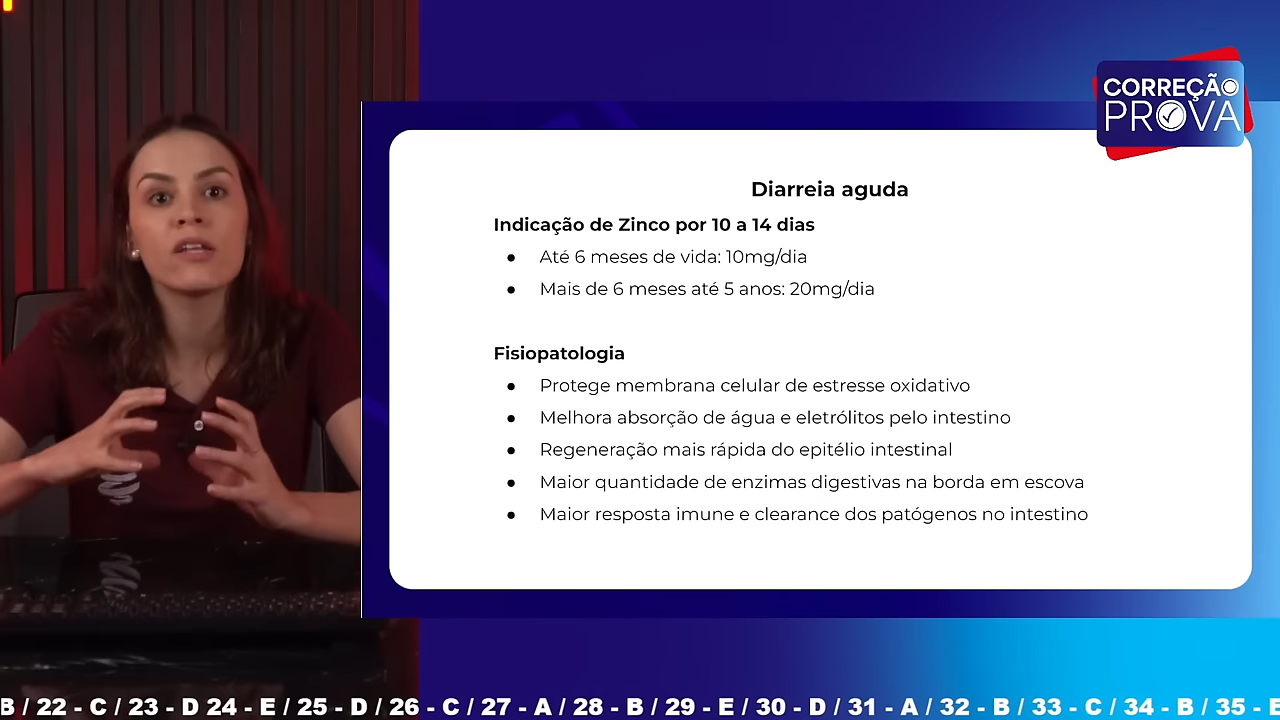 CORREÇÃO
PROVA
Diarreia aguda
Indicação de Zinco por 10 a 14 dias
● Até 6 meses de vida: 10mg/dia
● Mais de 6 meses até 5 anos: 20mg/dia
Fisiopatologia
● Protege membrana celular de estresse oxidativo
● Melhora absorção de água e eletrólitos pelo intestino
● Regeneração mais rápida do epitélio intestinal
● Maior quantidade de enzimas digestivas na borda em escova
● Maior resposta imune e clearance dos patógenos no intestino
B / 22 - C / 23 - D 24 - E / 25 - D / 26 - C / 27 - A / 28 - B / 29 - E / 30 - D / 31 - A / 32 - B / 33 - C / 34 - B / 35 - E